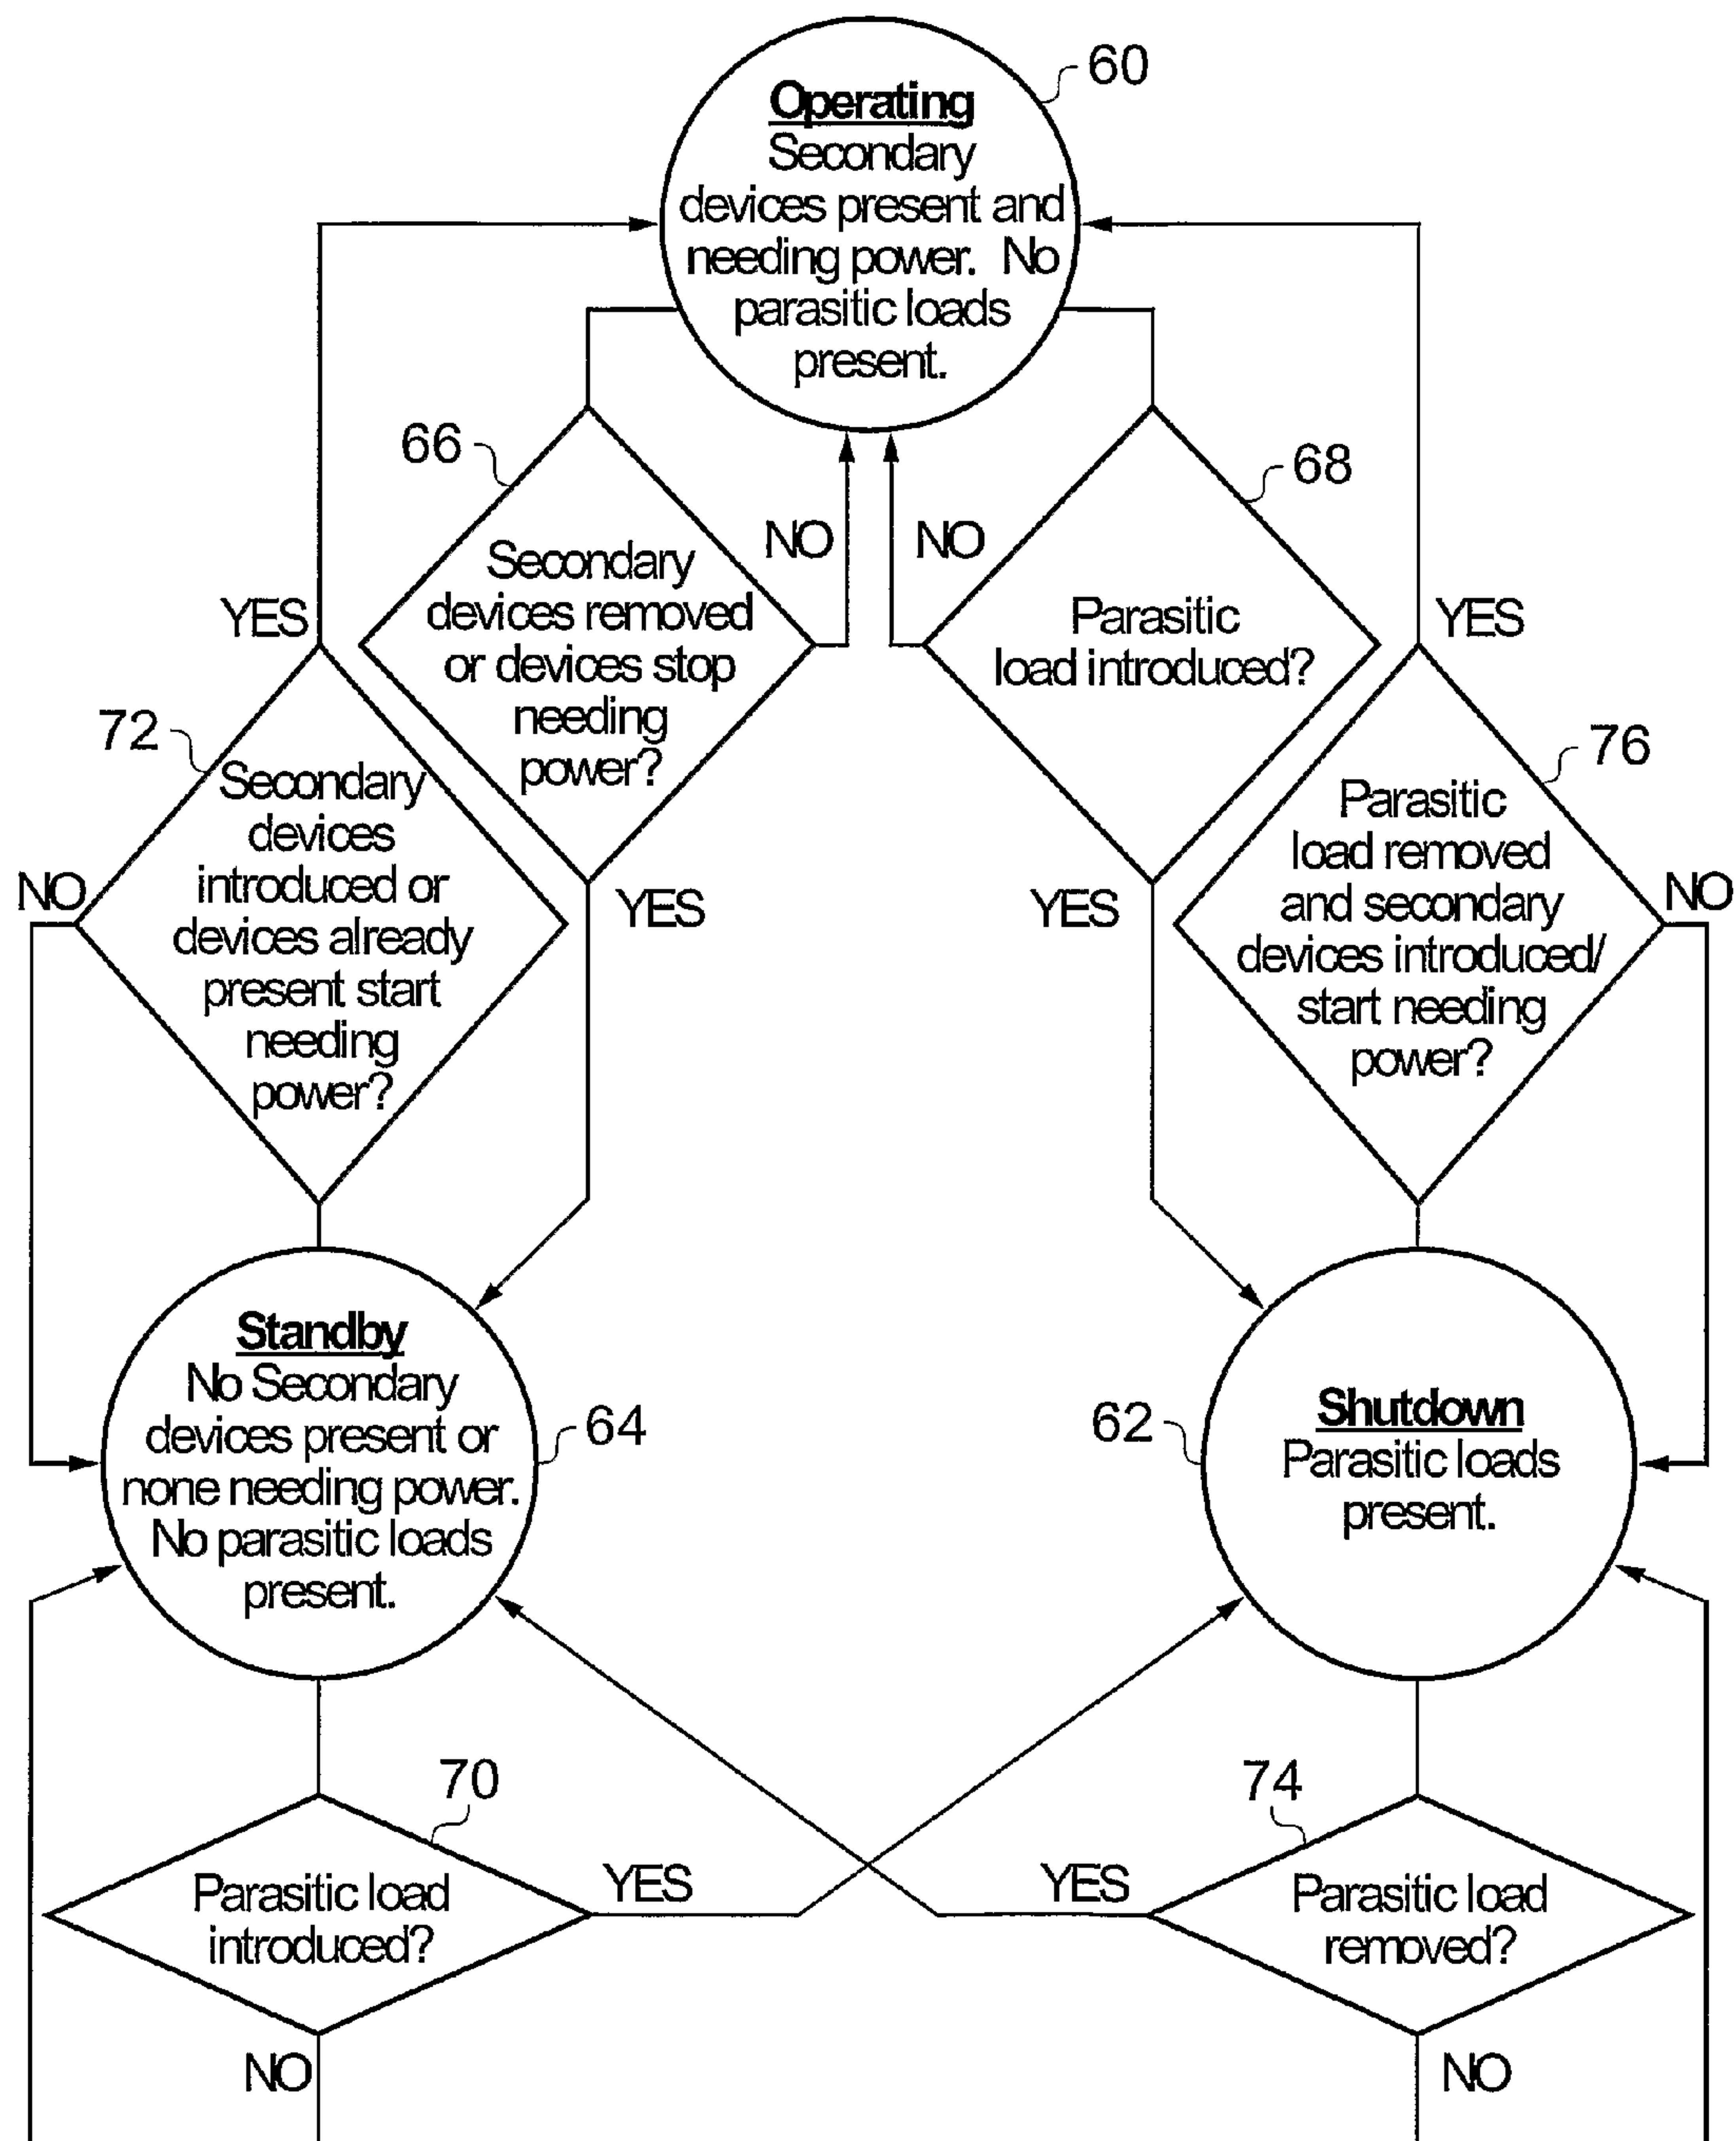 60
Operating
Secondary
devices present and
needing power. No
parasitic loads
present.
66
Secondary
devices removed
or devices stop
needing
power?
NO
YES
68
Parasitic
load introduced?
NO
YES
72
Secondary
devices
introduced or
devices already
present start
needing
power?
YES
NO
76
Parasitic
load removed
and secondary
devices introduced/
start needing
power?
YES
NO
64
Standby
No Secondary
devices present or
none needing power.
No parasitic loads
present.
62
Shutdown
Parasitic loads
present.
70
Parasitic load
introduced?
YES
NO
74
Parasitic load
removed?
YES
NO